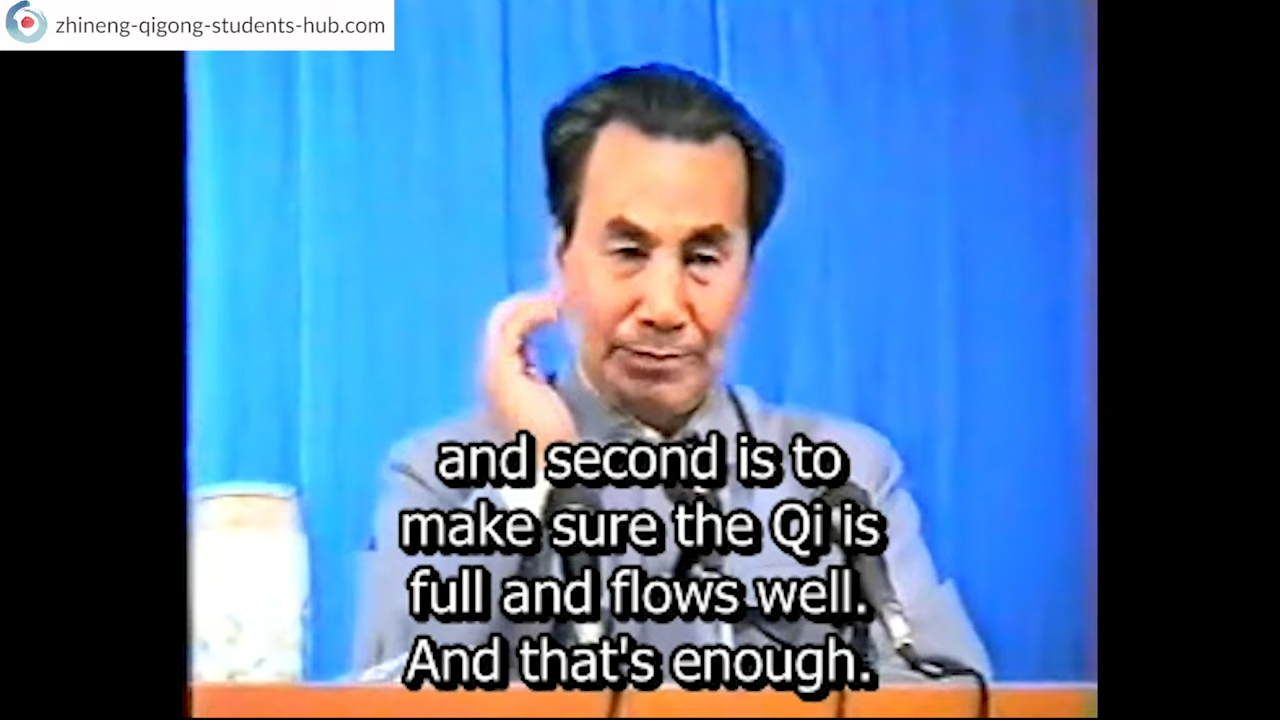 zhineng-qigong-students-hub.com
and second is to
make sure the Qi is
full and flows well.
And that's enough.